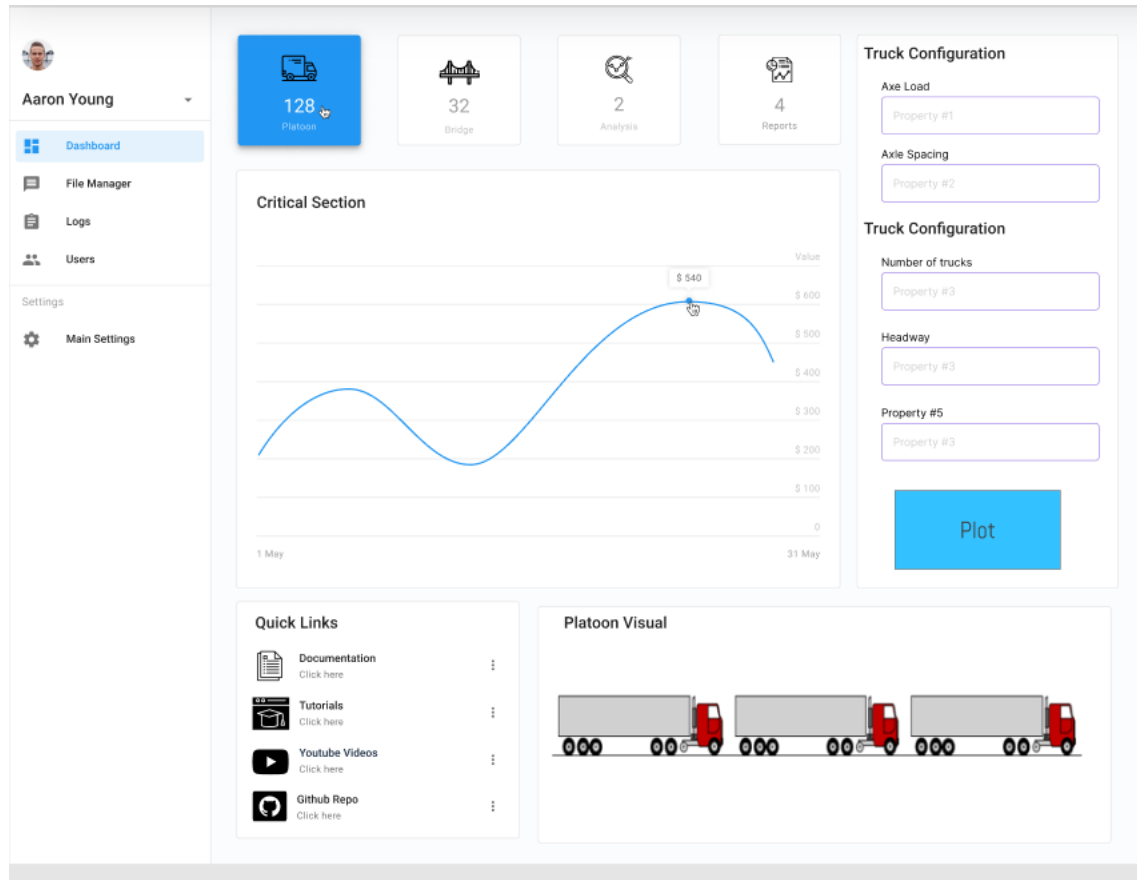 Aaron Young
Dashboard
File Manager
Logs
Users
Settings
Main Settings
128
Platoon
32
Bridge
2
Analysis
4
Reports
Critical Section
Value
$ 540
$ 600
$ 500
$ 400
$ 300
$ 200
$ 100
0
1 May
31 May
Truck Configuration
Axe Load
Property #1
Axle Spacing
Property #2
Truck Configuration
Number of trucks
Property #3
Headway
Property #3
Property #5
Property #3
Plot
Quick Links
Documentation
Click here
Tutorials
Click here
Youtube Videos
Click here
Github Repo
Click here
Platoon Visual